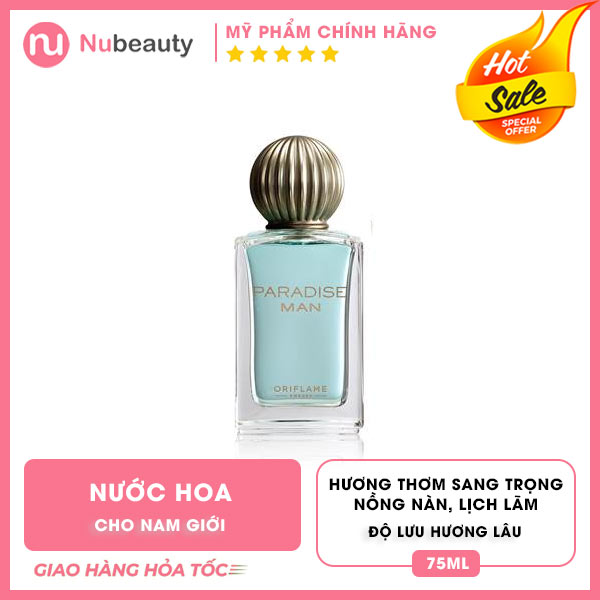 nu Nubeauty
MỸ PHẨM CHÍNH HÃNG
Hot
Sale
SPECIAL
OFFER
PARADISE
MAN
ORIFLAME
SWEDEN
NƯỚC HOA
CHO NAM GIỚI
GIAO HÀNG HỎA TỐC
HƯƠNG THƠM SANG TRỌNG
NỒNG NÀN, LỊCH LÃM
ĐỘ LƯU HƯƠNG LÂU
75ML